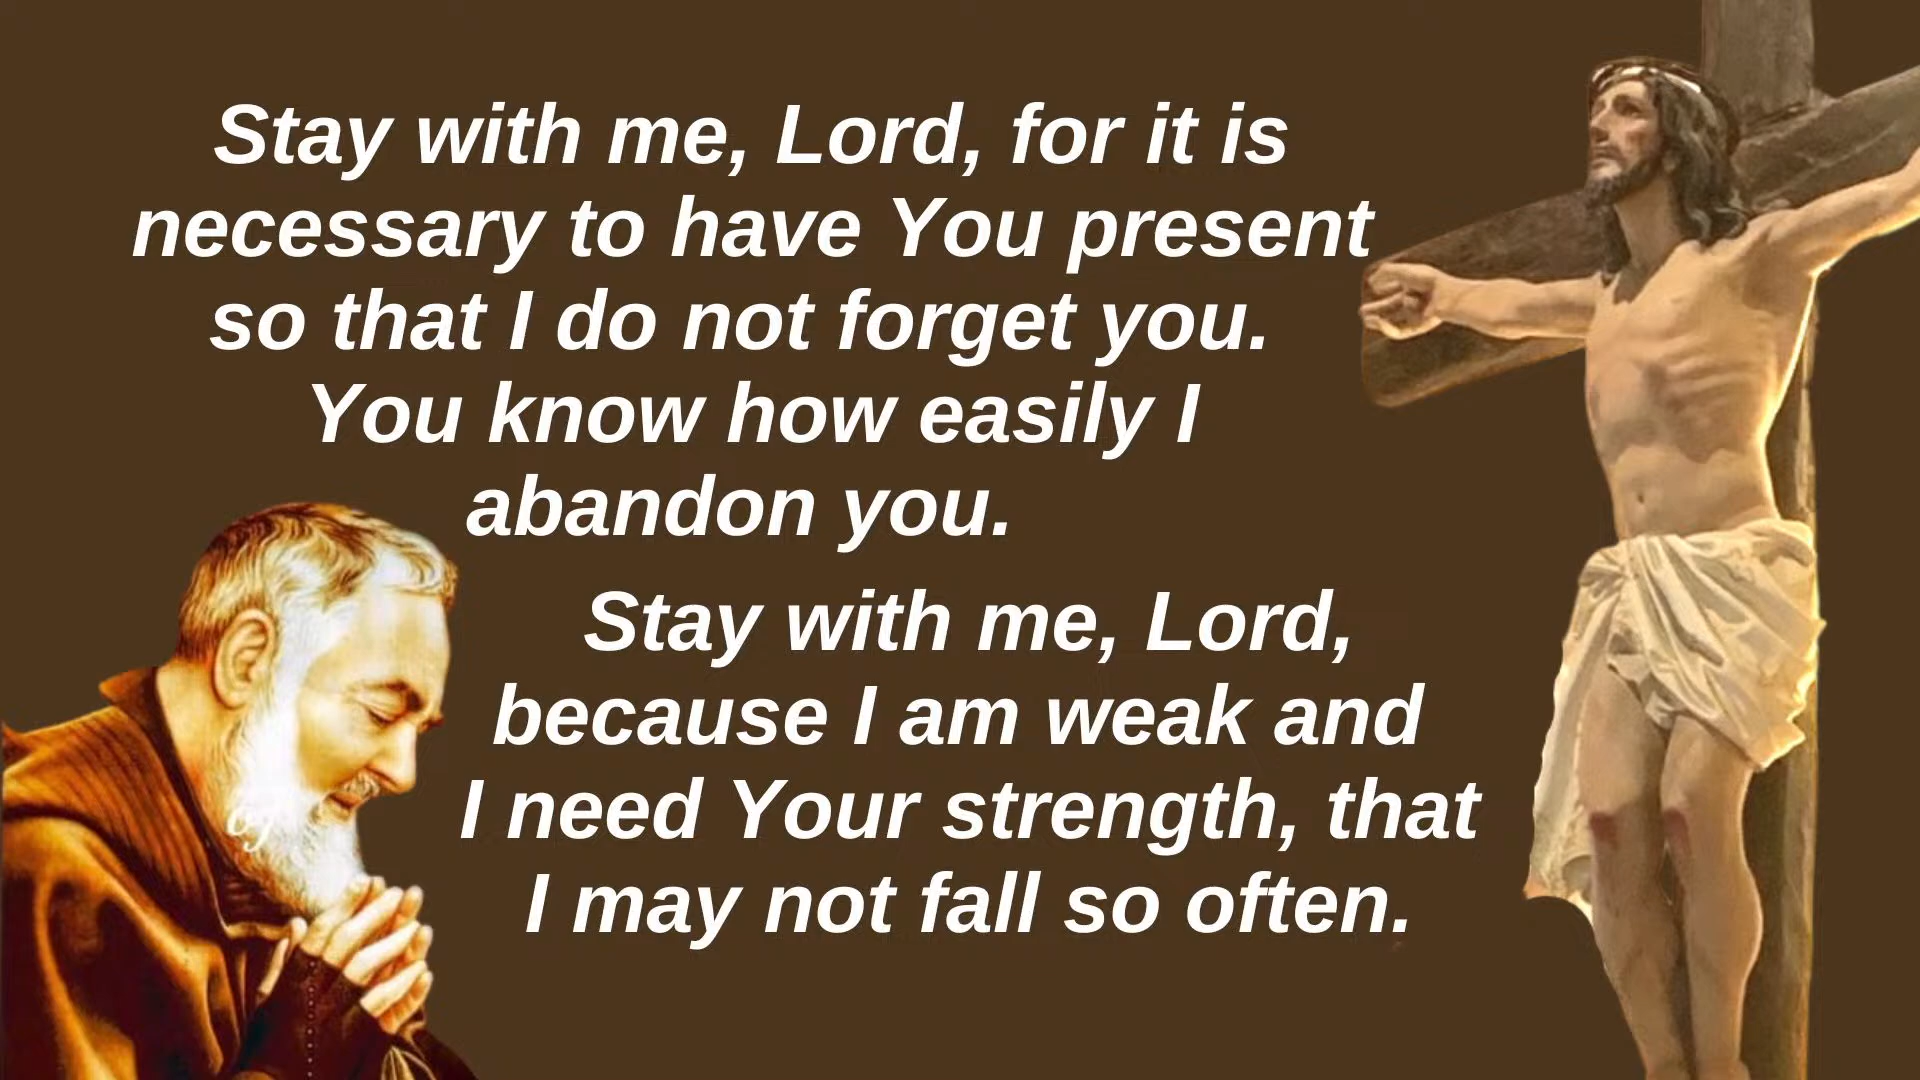 Stay with me, Lord, for it is
necessary to have You present
so that I do not forget you.
You know how easily I
abandon you.
Stay with me, Lord,
because I am weak and
I need Your strength, that
I may not fall so often.